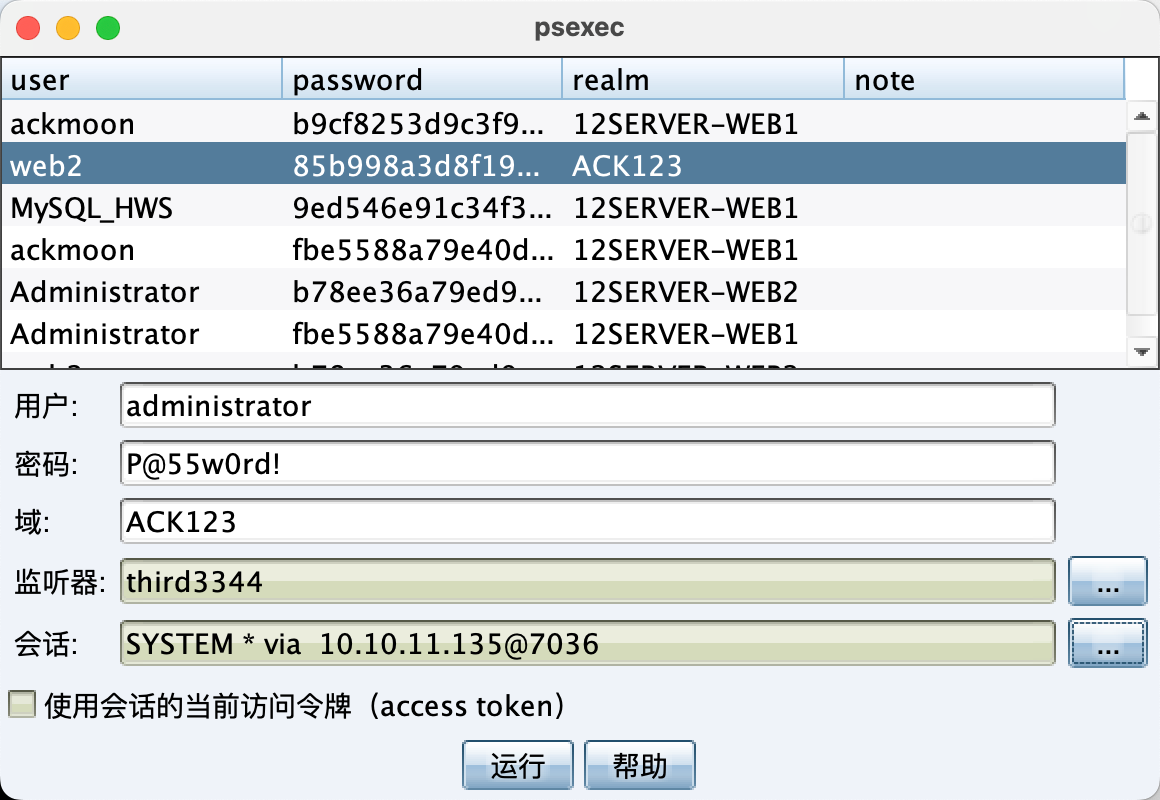 psexec
user password realm note
ackmoon b9cf8253d9c3f9... 12SERVER-WEB1
web2 85b998a3d8f19... ACK123
MySQL_HWS 9ed546e91c34f3... 12SERVER-WEB1
ackmoon fbe5588a79e40d... 12SERVER-WEB1
Administrator b78ee36a79ed9... 12SERVER-WEB2
Administrator fbe5588a79e40d... 12SERVER-WEB1
用户: administrator
密码: P@55w0rd!
域: ACK123
监听器: third3344 ...
会话: SYSTEM * via 10.10.11.135@7036 ...
使用会话的当前访问令牌（access token）
运行 帮助